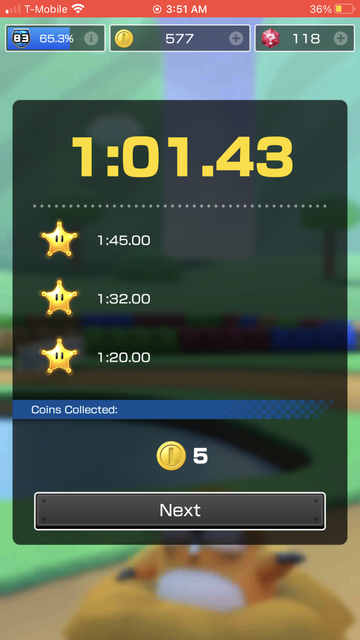 T-Mobile 3:51 AM 36%
83 65.3% i 577 + 118 +
1:01.43
1:45.00
1:32.00
1:20.00
Coins Collected:
5
Next